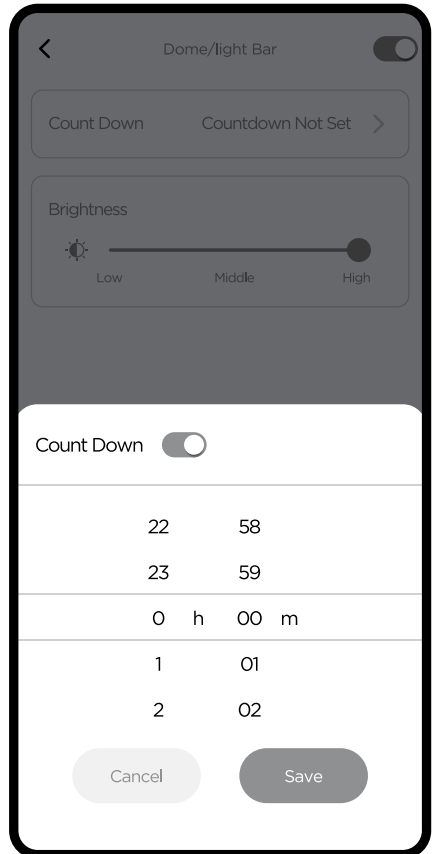 Dome/light Bar
Count Down Countdown Not Set
Brightness
Low Middle High
Count Down
22 58
23 59
0 h 00 m
1 01
2 02
Cancel Save